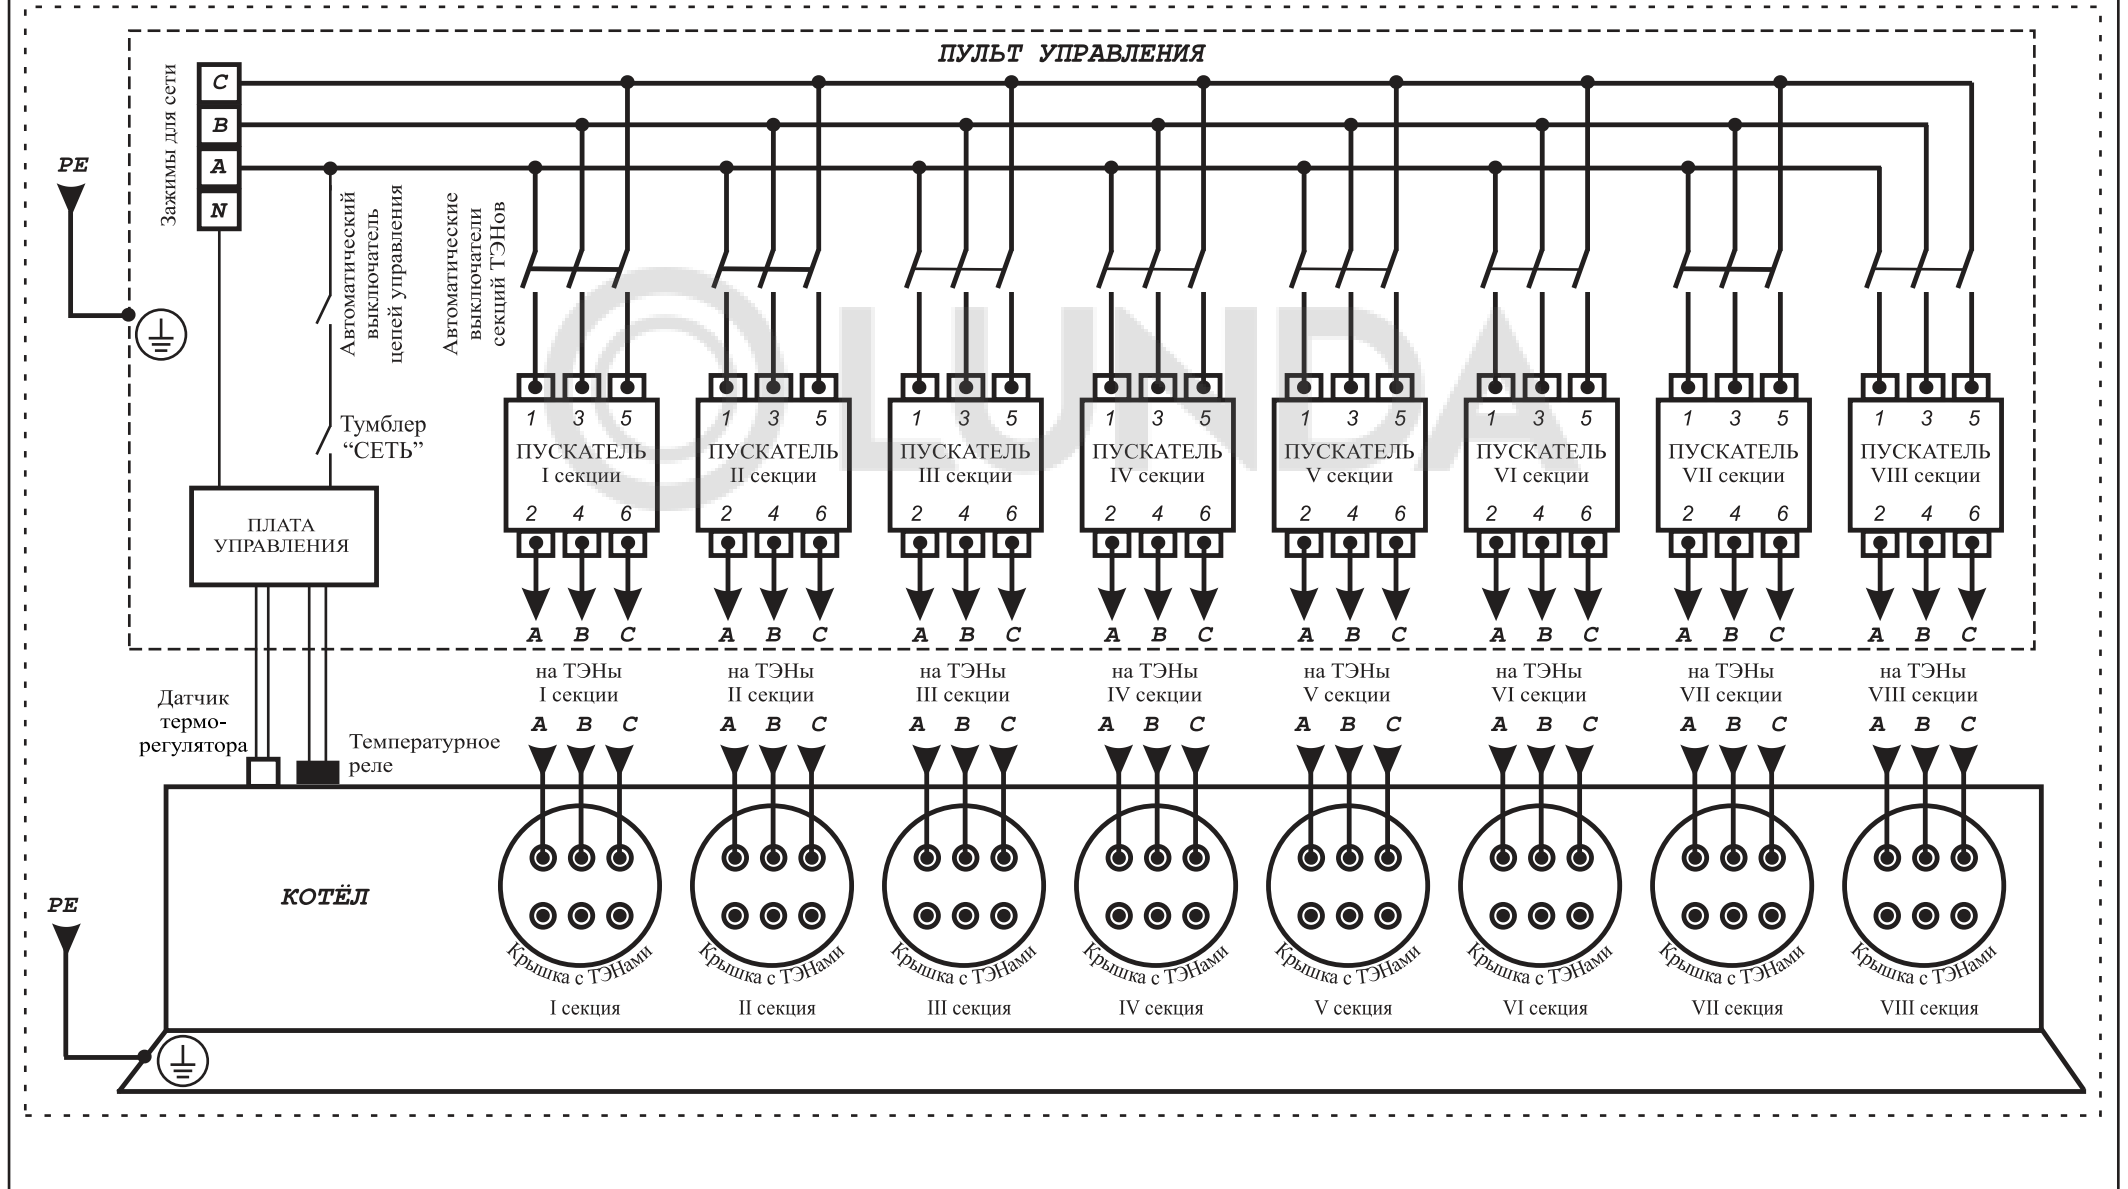 ПУЛЬТ УПРАВЛЕНИЯ
Зажимы для сети
C
B
A
N
PE
Автоматический
выключатель
цепей управления
Автоматические
выключатели
секций ТЭНов
Тумблер
“СЕТЬ”
LUNDA
1 3 5
ПУСКАТЕЛЬ
I секции
2 4 6
1 3 5
ПУСКАТЕЛЬ
II секции
2 4 6
1 3 5
ПУСКАТЕЛЬ
III секции
2 4 6
1 3 5
ПУСКАТЕЛЬ
IV секции
2 4 6
1 3 5
ПУСКАТЕЛЬ
V секции
2 4 6
1 3 5
ПУСКАТЕЛЬ
VI секции
2 4 6
1 3 5
ПУСКАТЕЛЬ
VII секции
2 4 6
1 3 5
ПУСКАТЕЛЬ
VIII секции
2 4 6
ПЛАТА
УПРАВЛЕНИЯ
A B C A B C A B C A B C A B C A B C A B C A B C
на ТЭНы
I секции
на ТЭНы
II секции
на ТЭНы
III секции
на ТЭНы
IV секции
на ТЭНы
V секции
на ТЭНы
VI секции
на ТЭНы
VII секции
на ТЭНы
VIII секции
A B C A B C A B C A B C A B C A B C A B C A B C
Датчик
термо-
регулятора
Температурное
реле
КОТЁЛ
PE
Крышка с ТЭНами
I секция
Крышка с ТЭНами
II секция
Крышка с ТЭНами
III секция
Крышка с ТЭНами
IV секция
Крышка с ТЭНами
V секция
Крышка с ТЭНами
VI секция
Крышка с ТЭНами
VII секция
Крышка с ТЭНами
VIII секция